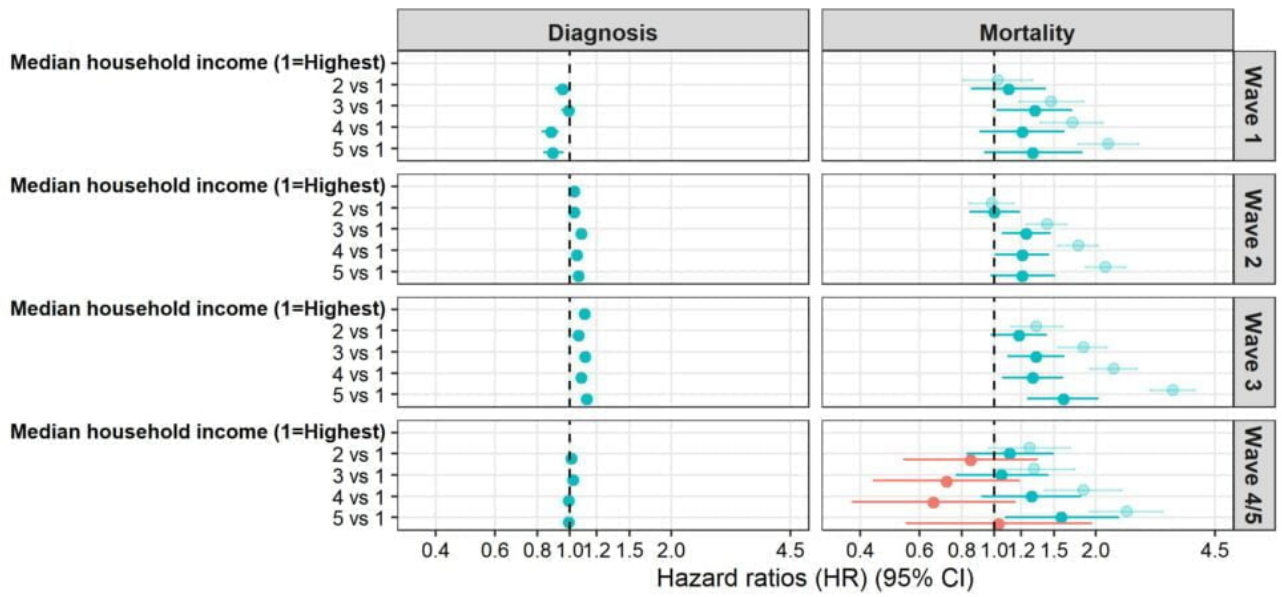 Diagnosis
Mortality
Median household income (1=Highest)
2 vs 1
3 vs 1
4 vs 1
5 vs 1
Wave 1
Median household income (1=Highest)
2 vs 1
3 vs 1
4 vs 1
5 vs 1
Wave 2
Median household income (1=Highest)
2 vs 1
3 vs 1
4 vs 1
5 vs 1
Wave 3
Median household income (1=Highest)
2 vs 1
3 vs 1
4 vs 1
5 vs 1
Wave 4/5
0.4 0.6 0.8 1.0 1.2 1.5 2.0 4.5
0.4 0.6 0.8 1.0 1.2 1.5 2.0 4.5
Hazard ratios (HR) (95% CI)